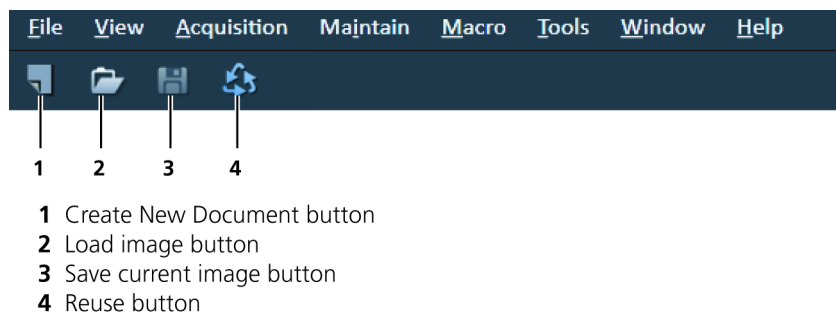 File View Acquisition Maintain Macro Tools Window Help
1 2 3 4
1 Create New Document button
2 Load image button
3 Save current image button
4 Reuse button